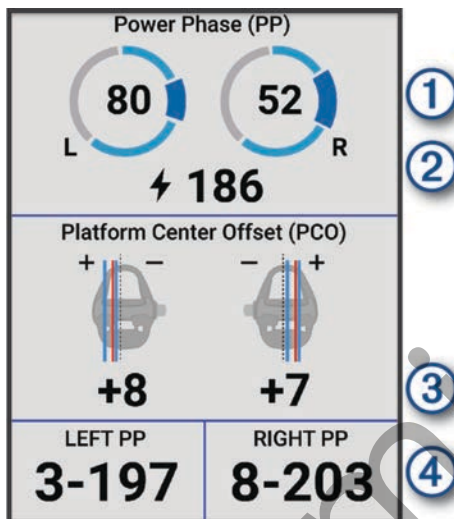 Power Phase (PP)
80 52 ①
L R
186 ②
Platform Center Offset (PCO)
+ − − +
+8 +7 ③
LEFT PP RIGHT PP
3-197 8-203 ④